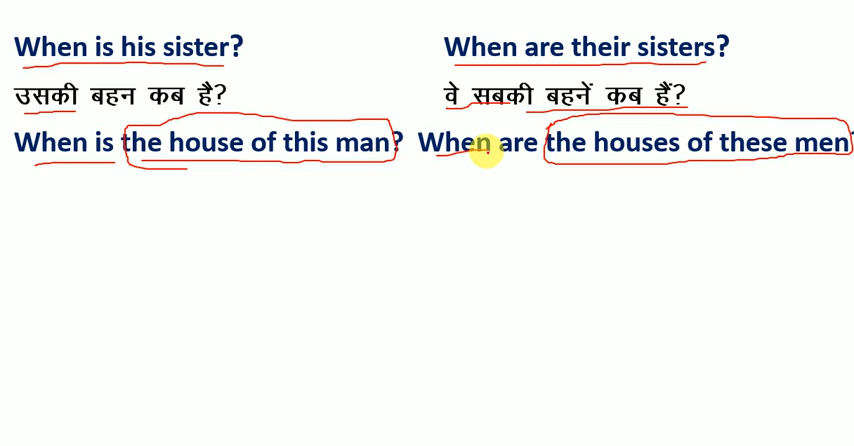 When is his sister? When are their sisters?
उसकी बहन कब है? वे सबकी बहनें कब हैं?
When is the house of this man? When are the houses of these men?